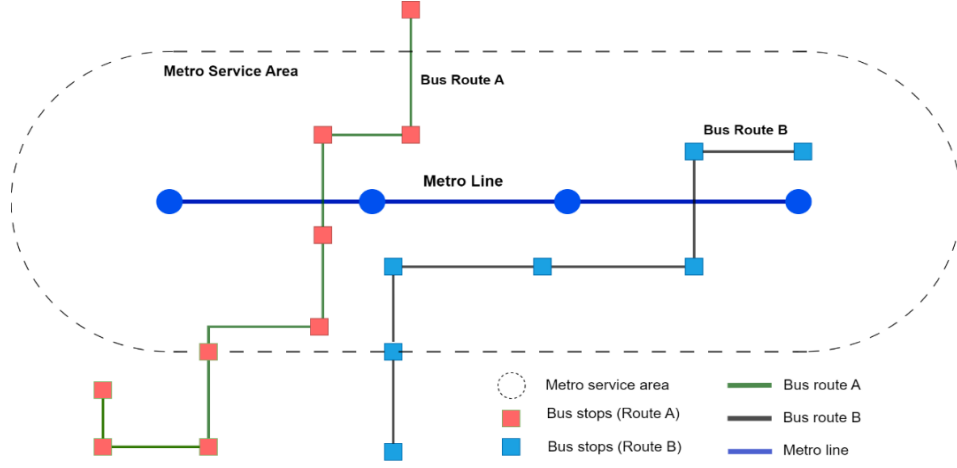 Metro Service Area
Bus Route A
Bus Route B
Metro Line
Metro service area
Bus route A
Bus stops (Route A)
Bus route B
Bus stops (Route B)
Metro line